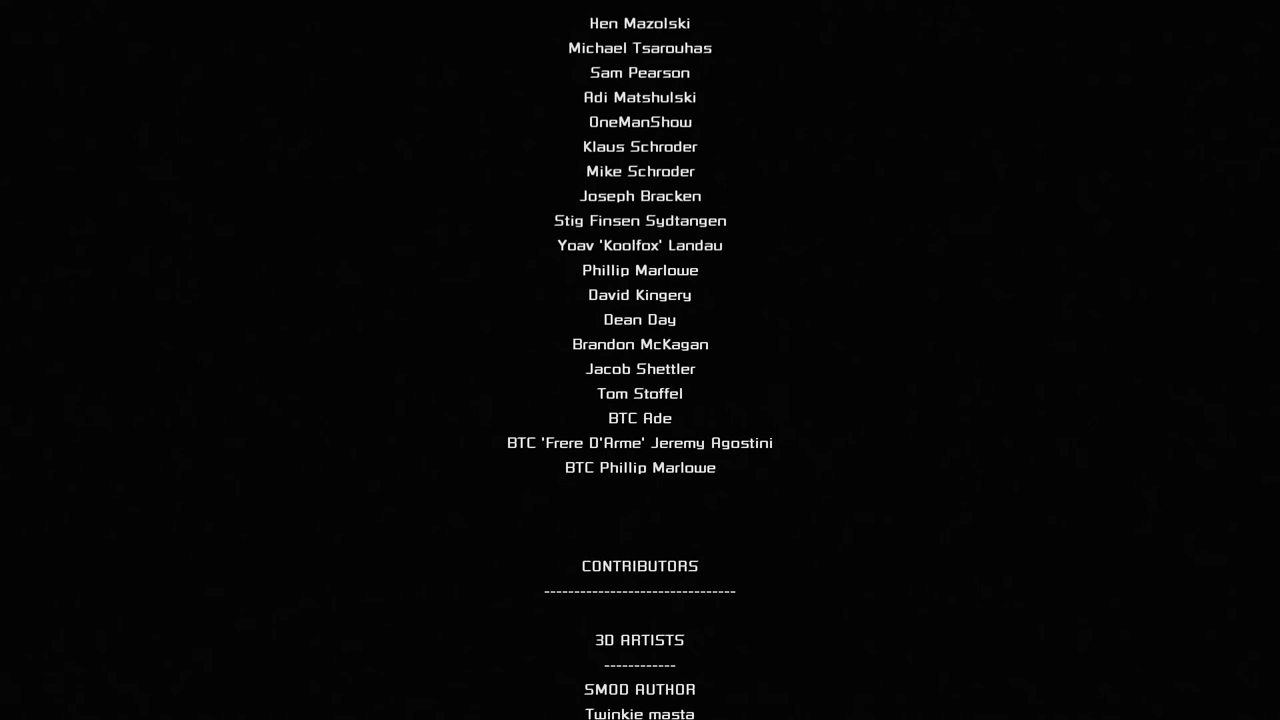 Hen Mazolski
Michael Tsarouhas
Sam Pearson
Adi Matshulski
OneManShow
Klaus Schroder
Mike Schroder
Joseph Bracken
Stig Finsen Sydtangen
Yoav 'Koolfox' Landau
Phillip Marlowe
David Kingery
Dean Day
Brandon McKagan
Jacob Shettler
Tom Stoffel
BTC Ade
BTC 'Frere D'Arme' Jeremy Agostini
BTC Phillip Marlowe
CONTRIBUTORS
--------------------------------
3D ARTISTS
------------
SMOD AUTHOR
Twinkie masta